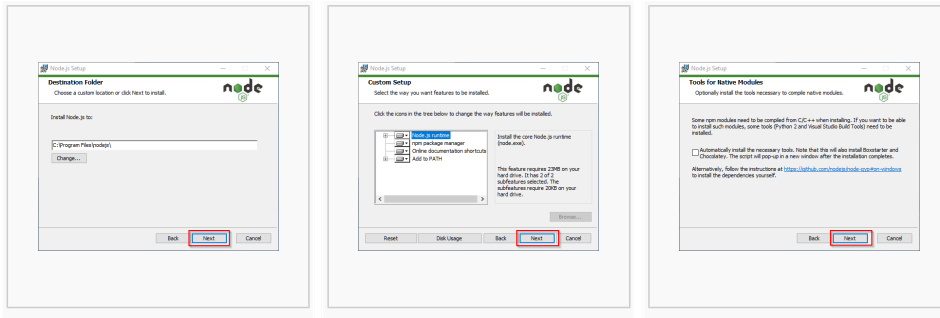 Node.js Setup
Destination Folder
Choose a custom location or click Next to install.
node
JS
Install Node.js to:
C:\Program Files\nodejs\
Change...
Back
Next
Cancel
Node.js Setup
Custom Setup
Select the way you want features to be installed.
node
JS
Click the icons in the tree below to change the way features will be installed.
Node.js runtime
npm package manager
Online documentation shortcuts
Add to PATH
Install the core Node.js runtime
(node.exe).
This feature requires 23MB on your
hard drive. It has 2 of 2
subfeatures selected. The
subfeatures require 20KB on your
hard drive.
Browse...
Reset
Disk Usage
Back
Next
Cancel
Node.js Setup
Tools for Native Modules
Optionally install the tools necessary to compile native modules.
node
JS
Some npm modules need to be compiled from C/C++ when installing. If you want to be able
to install such modules, some tools (Python 2 and Visual Studio Build Tools) need to be
installed.
Automatically install the necessary tools. Note that this will also install Boxstarter and
Chocolatey. The script will pop-up in a new window after the installation completes.
Alternatively, follow the instructions at https://github.com/nodejs/node-gyp#on-windows
to install the dependencies yourself.
Back
Next
Cancel